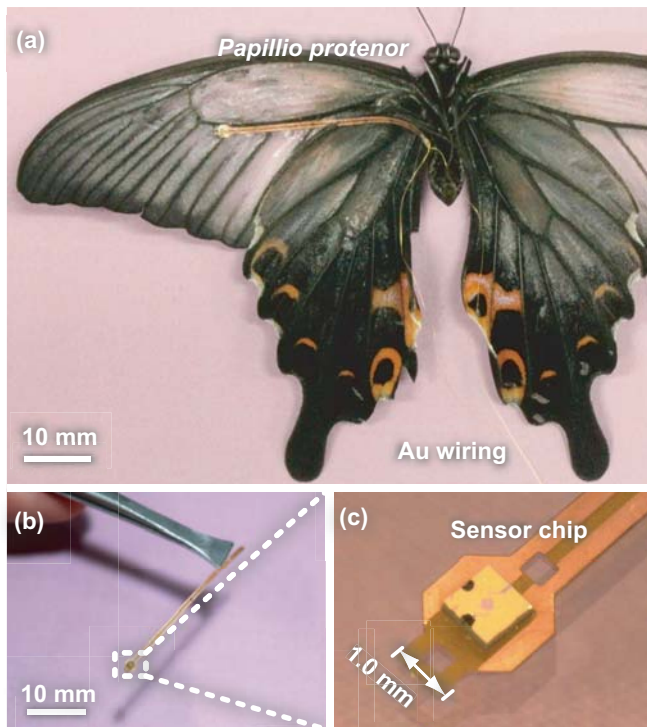 (a)
Papillio protenor
10 mm
Au wiring
(b)
10 mm
(c)
Sensor chip
1.0 mm